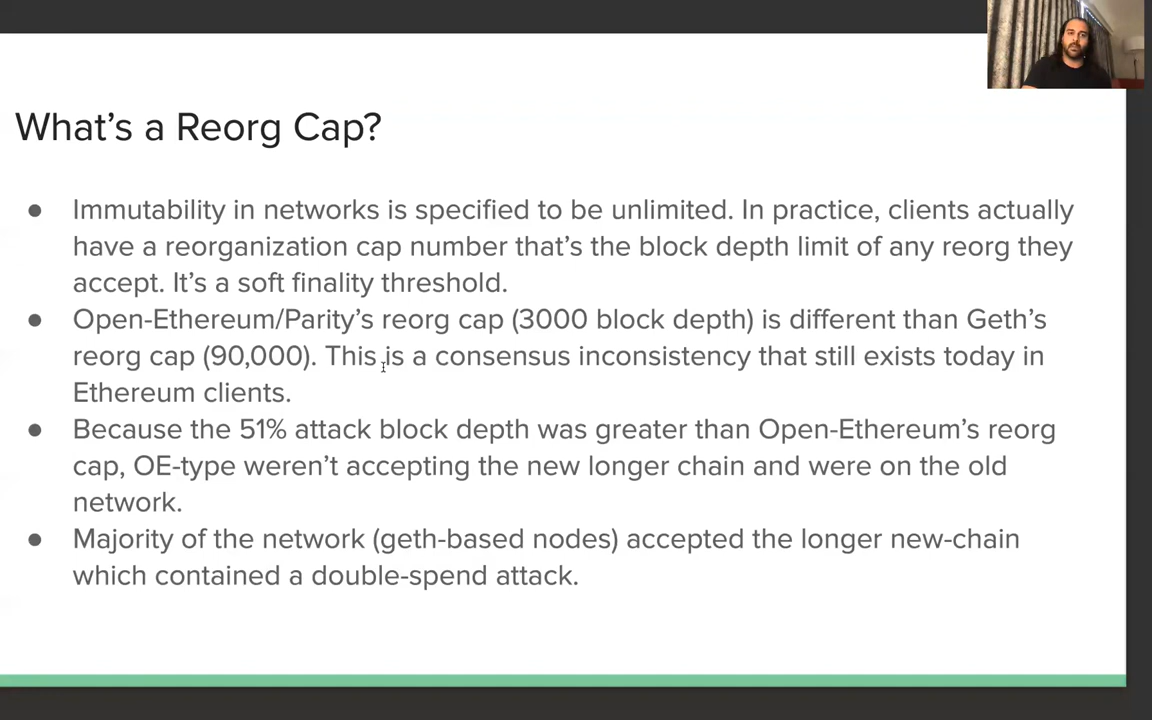 What's a Reorg Cap?
● Immutability in networks is specified to be unlimited. In practice, clients actually
have a reorganization cap number that's the block depth limit of any reorg they
accept. It's a soft finality threshold.
● Open-Ethereum/Parity's reorg cap (3000 block depth) is different than Geth's
reorg cap (90,000). This is a consensus inconsistency that still exists today in
Ethereum clients.
● Because the 51% attack block depth was greater than Open-Ethereum's reorg
cap, OE-type weren't accepting the new longer chain and were on the old
network.
● Majority of the network (geth-based nodes) accepted the longer new-chain
which contained a double-spend attack.